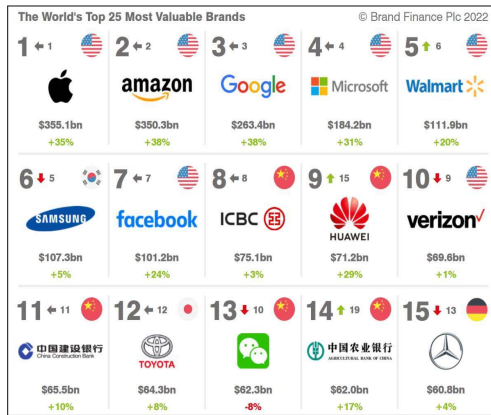 The World's Top 25 Most Valuable Brands
© Brand Finance Plc 2022
1 ← 1
2 ← 2
3 ← 3
4 ← 4
5 ↑ 6
amazon
Google
Microsoft
Walmart
$355.1bn
$350.3bn
$263.4bn
$184.2bn
$111.9bn
+35%
+38%
+38%
+31%
+20%
6 ↓ 5
7 ← 7
8 ← 8
9 ↑ 15
10 ↓ 9
SAMSUNG
facebook
ICBC
HUAWEI
verizon
$107.3bn
$101.2bn
$75.1bn
$71.2bn
$69.6bn
+5%
+24%
+3%
+29%
+1%
11 ← 11
12 ← 12
13 ↓ 10
14 ↑ 19
15 ↓ 13
中国建设银行
China Construction Bank
TOYOTA
中国农业银行
AGRICULTURAL BANK OF CHINA
$65.5bn
$64.3bn
$62.3bn
$62.0bn
$60.8bn
+10%
+8%
-8%
+17%
+4%